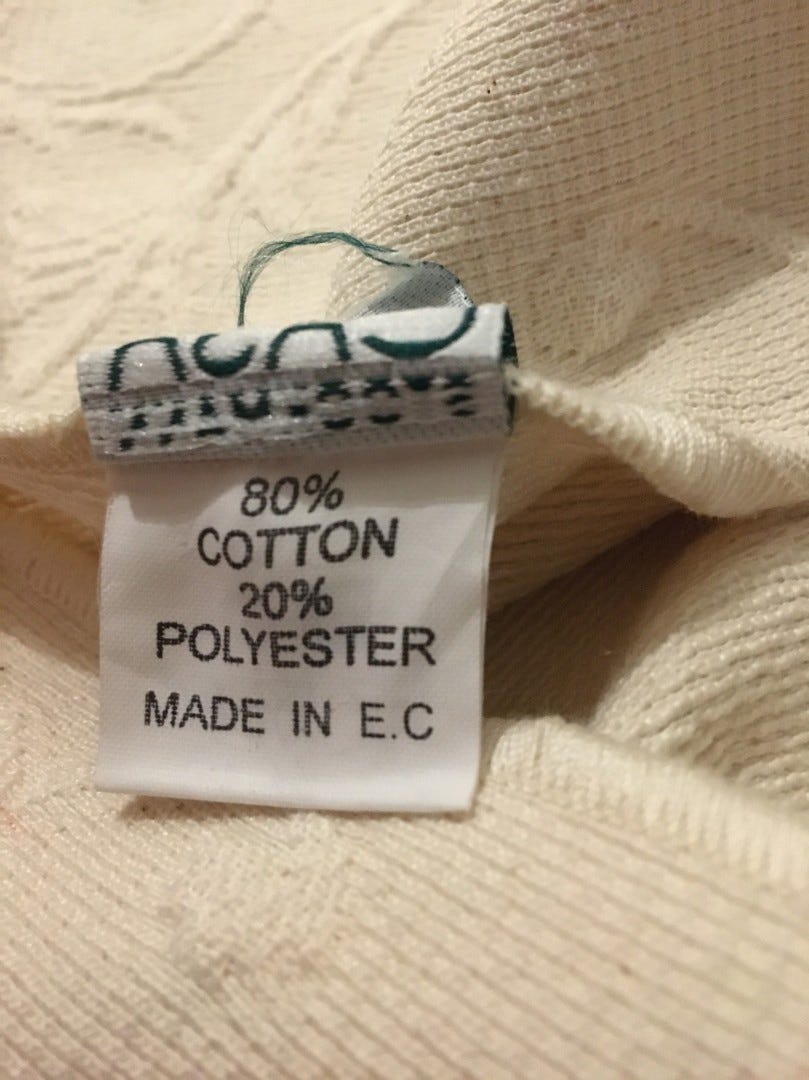 80%
COTTON
20%
POLYESTER
MADE IN E.C